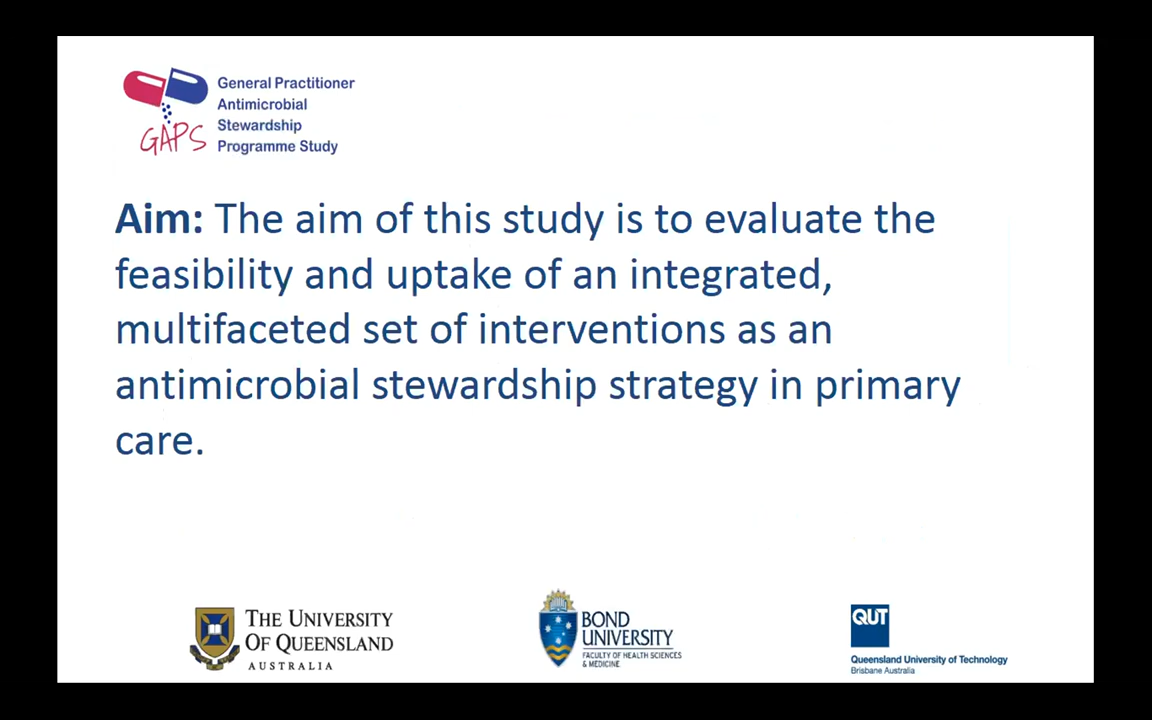 General Practitioner
Antimicrobial
Stewardship
Programme Study
GAPS
Aim: The aim of this study is to evaluate the
feasibility and uptake of an integrated,
multifaceted set of interventions as an
antimicrobial stewardship strategy in primary
care.
THE UNIVERSITY
OF QUEENSLAND
AUSTRALIA
BOND
UNIVERSITY
FACULTY OF HEALTH SCIENCES
& MEDICINE
QUT
Queensland University of Technology
Brisbane Australia